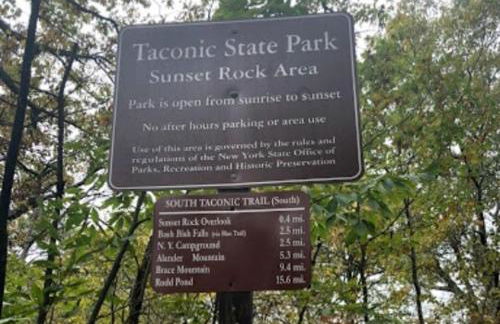 Taconic State Park
Sunset Rock Area
Park is open from sunrise to sunset
No after hours parking or area use
Use of this area is governed by the rules and
regulations of the New York State Office of
Parks, Recreation and Historic Preservation
SOUTH TACONIC TRAIL (South)
Sunset Rock Overlook 0.4 mi.
Bash Bish Falls (via Blue Trail) 2.5 mi.
N. Y. Campground 2.5 mi.
Alander Mountain 5.3 mi.
Brace Mountain 9.4 mi.
Rudd Pond 15.6 mi.